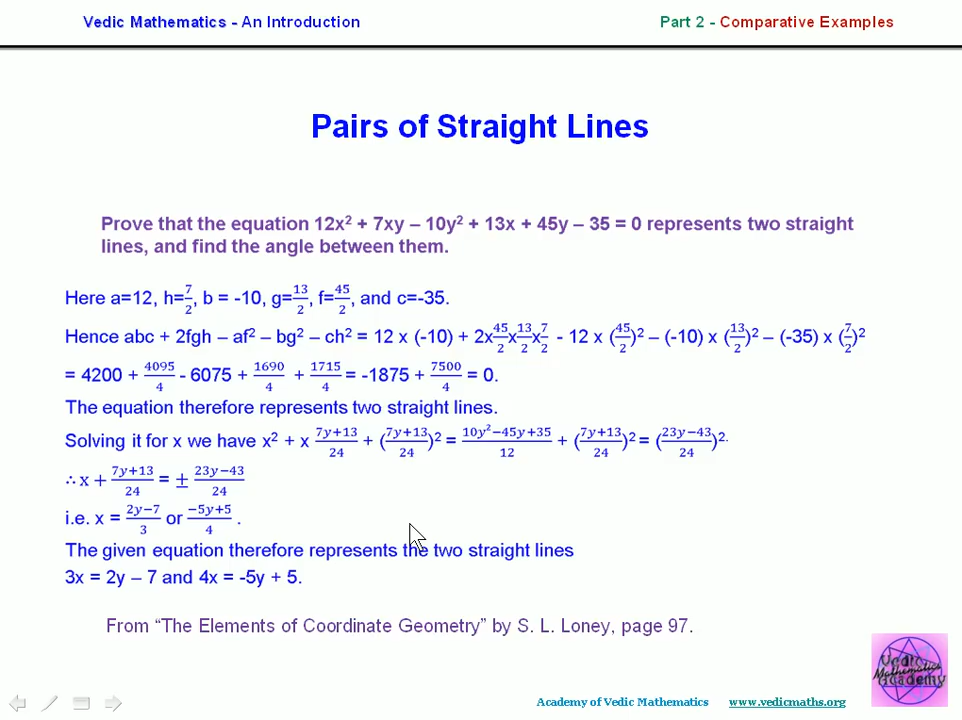 Vedic Mathematics - An Introduction
Part 2 - Comparative Examples
Pairs of Straight Lines
Prove that the equation 12x² + 7xy – 10y² + 13x + 45y – 35 = 0 represents two straight
lines, and find the angle between them.
Here a=12, h=7/2, b = -10, g=13/2, f=45/2, and c=-35.
Hence abc + 2fgh – af² – bg² – ch² = 12 x (-10) + 2x45/2x13/2x7/2 - 12 x (45/2)² – (-10) x (13/2)² – (-35) x (7/2)²
= 4200 + 4095/4 - 6075 + 1690/4 + 1715/4 = -1875 + 7500/4 = 0.
The equation therefore represents two straight lines.
Solving it for x we have x² + x (7y+13)/24 + ((7y+13)/24)² = (10y²−45y+35)/12 + ((7y+13)/24)² = ((23y−43)/24)².
∴ x + (7y+13)/24 = ± (23y−43)/24
i.e. x = (2y−7)/3 or (−5y+5)/4 .
The given equation therefore represents the two straight lines
3x = 2y – 7 and 4x = -5y + 5.
From “The Elements of Coordinate Geometry” by S. L. Loney, page 97.
Vedic
Mathematics
Academy
Academy of Vedic Mathematics www.vedicmaths.org